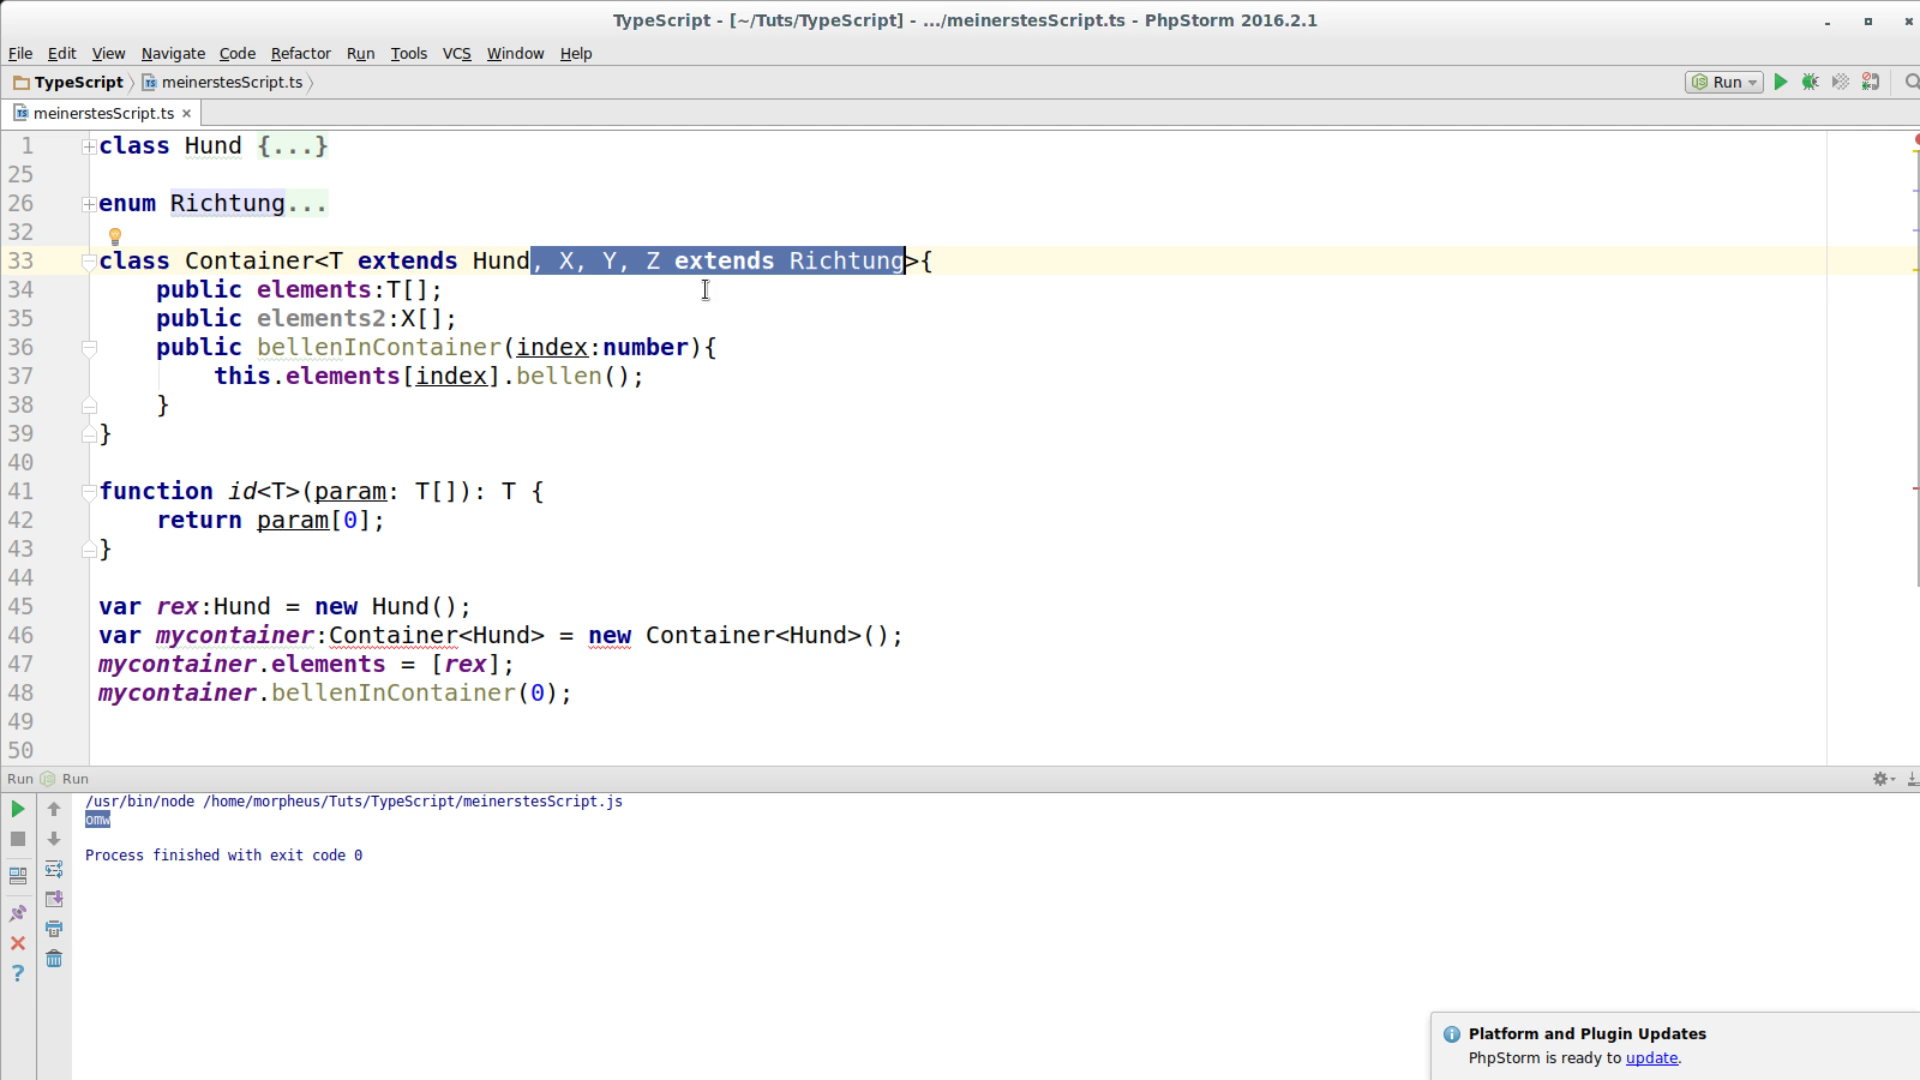 TypeScript - [~/Tuts/TypeScript] - .../meinerstesScript.ts - PhpStorm 2016.2.1
File Edit View Navigate Code Refactor Run Tools VCS Window Help
TypeScript meinerstesScript.ts Run
meinerstesScript.ts
1 class Hund {...}
25
26 enum Richtung...
32
33 class Container<T extends Hund, X, Y, Z extends Richtung>{
34 public elements:T[];
35 public elements2:X[];
36 public bellenInContainer(index:number){
37 this.elements[index].bellen();
38 }
39 }
40
41 function id<T>(param: T[]): T {
42 return param[0];
43 }
44
45 var rex:Hund = new Hund();
46 var mycontainer:Container<Hund> = new Container<Hund>();
47 mycontainer.elements = [rex];
48 mycontainer.bellenInContainer(0);
49
50
Run Run
/usr/bin/node /home/morpheus/Tuts/TypeScript/meinerstesScript.js
omw
Process finished with exit code 0
Platform and Plugin Updates
PhpStorm is ready to update.